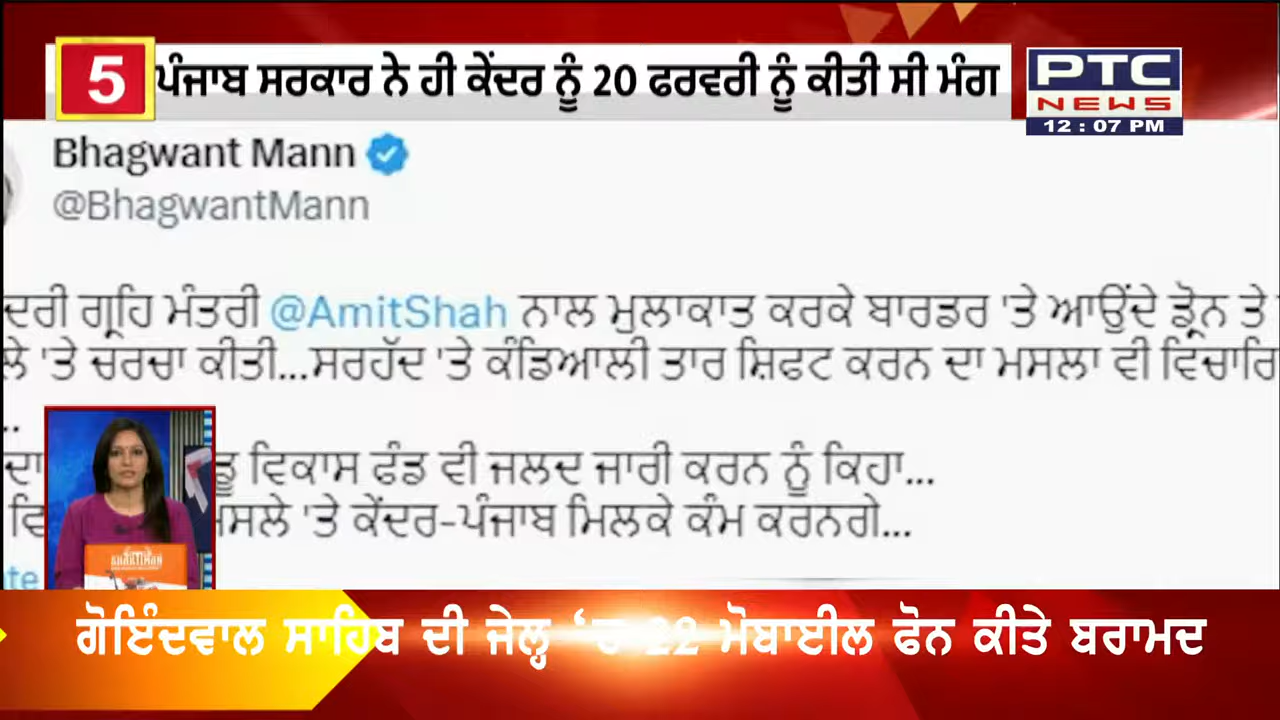 5 ਪੰਜਾਬ ਸਰਕਾਰ ਨੇ ਹੀ ਕੇਂਦਰ ਨੂੰ 20 ਫਰਵਰੀ ਨੂੰ ਕੀਤੀ ਸੀ ਮੰਗ
PTC
NEWS
12 : 07 PM
Bhagwant Mann
@BhagwantMann
ਦਰੀ ਗ੍ਰਹਿ ਮੰਤਰੀ @AmitShah ਨਾਲ ਮੁਲਾਕਾਤ ਕਰਕੇ ਬਾਰਡਰ 'ਤੇ ਆਉਂਦੇ ਡ੍ਰੋਨ ਤੇ
ਲੇ 'ਤੇ ਚਰਚਾ ਕੀਤੀ...ਸਰਹੱਦ 'ਤੇ ਕੰਡਿਆਲੀ ਤਾਰ ਸ਼ਿਫਟ ਕਰਨ ਦਾ ਮਸਲਾ ਵੀ ਵਿਚਾਰਿ
..
ਦਾ ਡੂ ਵਿਕਾਸ ਫੰਡ ਵੀ ਜਲਦ ਜਾਰੀ ਕਰਨ ਨੂੰ ਕਿਹਾ...
ਵਿ ਮਸਲੇ 'ਤੇ ਕੇਂਦਰ-ਪੰਜਾਬ ਮਿਲਕੇ ਕੰਮ ਕਰਨਗੇ...
ਗੋਇੰਦਵਾਲ ਸਾਹਿਬ ਦੀ ਜੇਲ੍ਹ ‘ਚੋਂ 22 ਮੋਬਾਈਲ ਫੋਨ ਕੀਤੇ ਬਰਾਮਦ